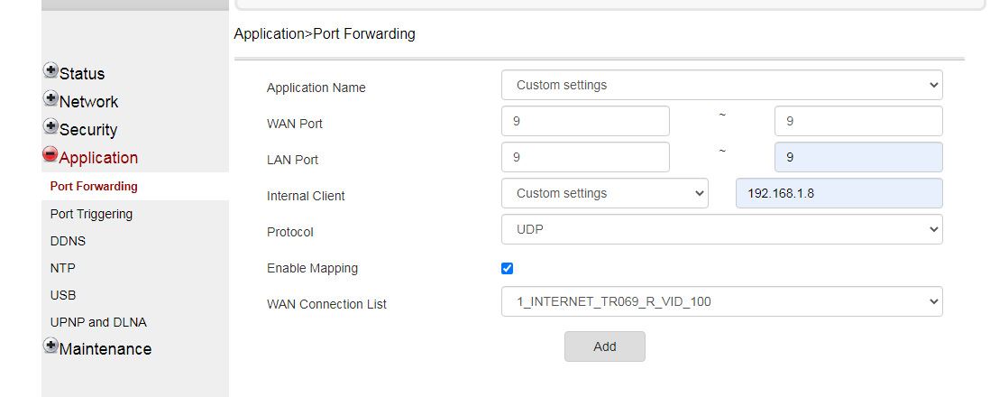 Application>Port Forwarding
Status
Network
Security
Application
Port Forwarding
Port Triggering
DDNS
NTP
USB
UPNP and DLNA
Maintenance
Application Name Custom settings
WAN Port 9 ~ 9
LAN Port 9 ~ 9
Internal Client Custom settings 192.168.1.8
Protocol UDP
Enable Mapping
WAN Connection List 1_INTERNET_TR069_R_VID_100
Add